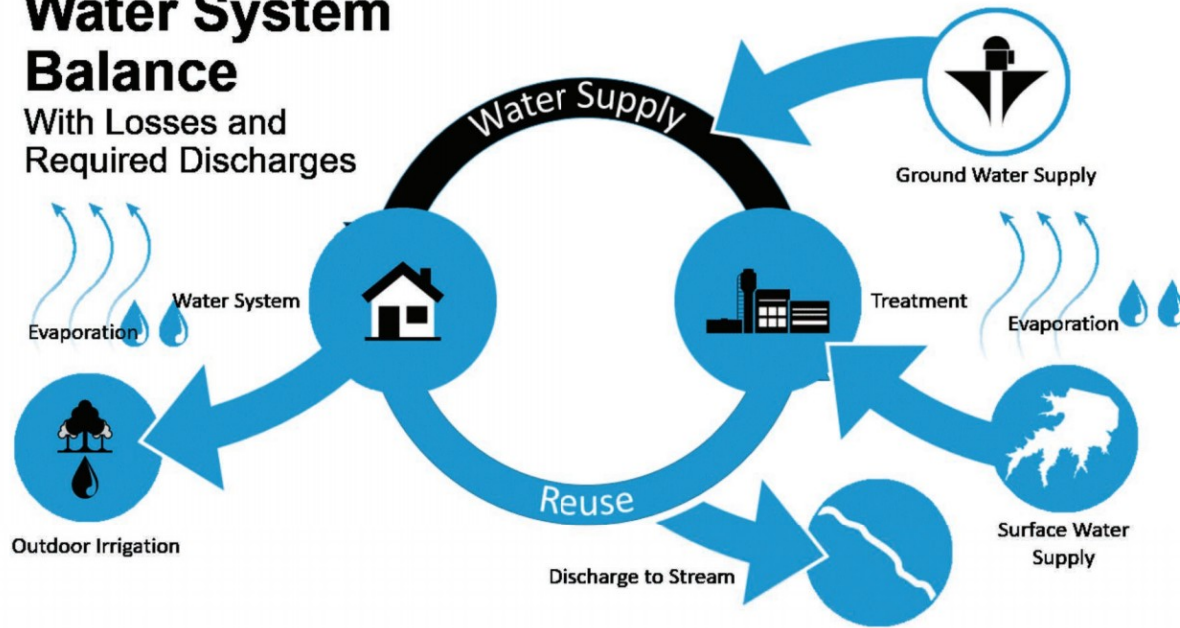 Water System
Balance
With Losses and
Required Discharges
Water Supply
Ground Water Supply
Water System
Evaporation
Treatment
Evaporation
Outdoor Irrigation
Reuse
Discharge to Stream
Surface Water
Supply